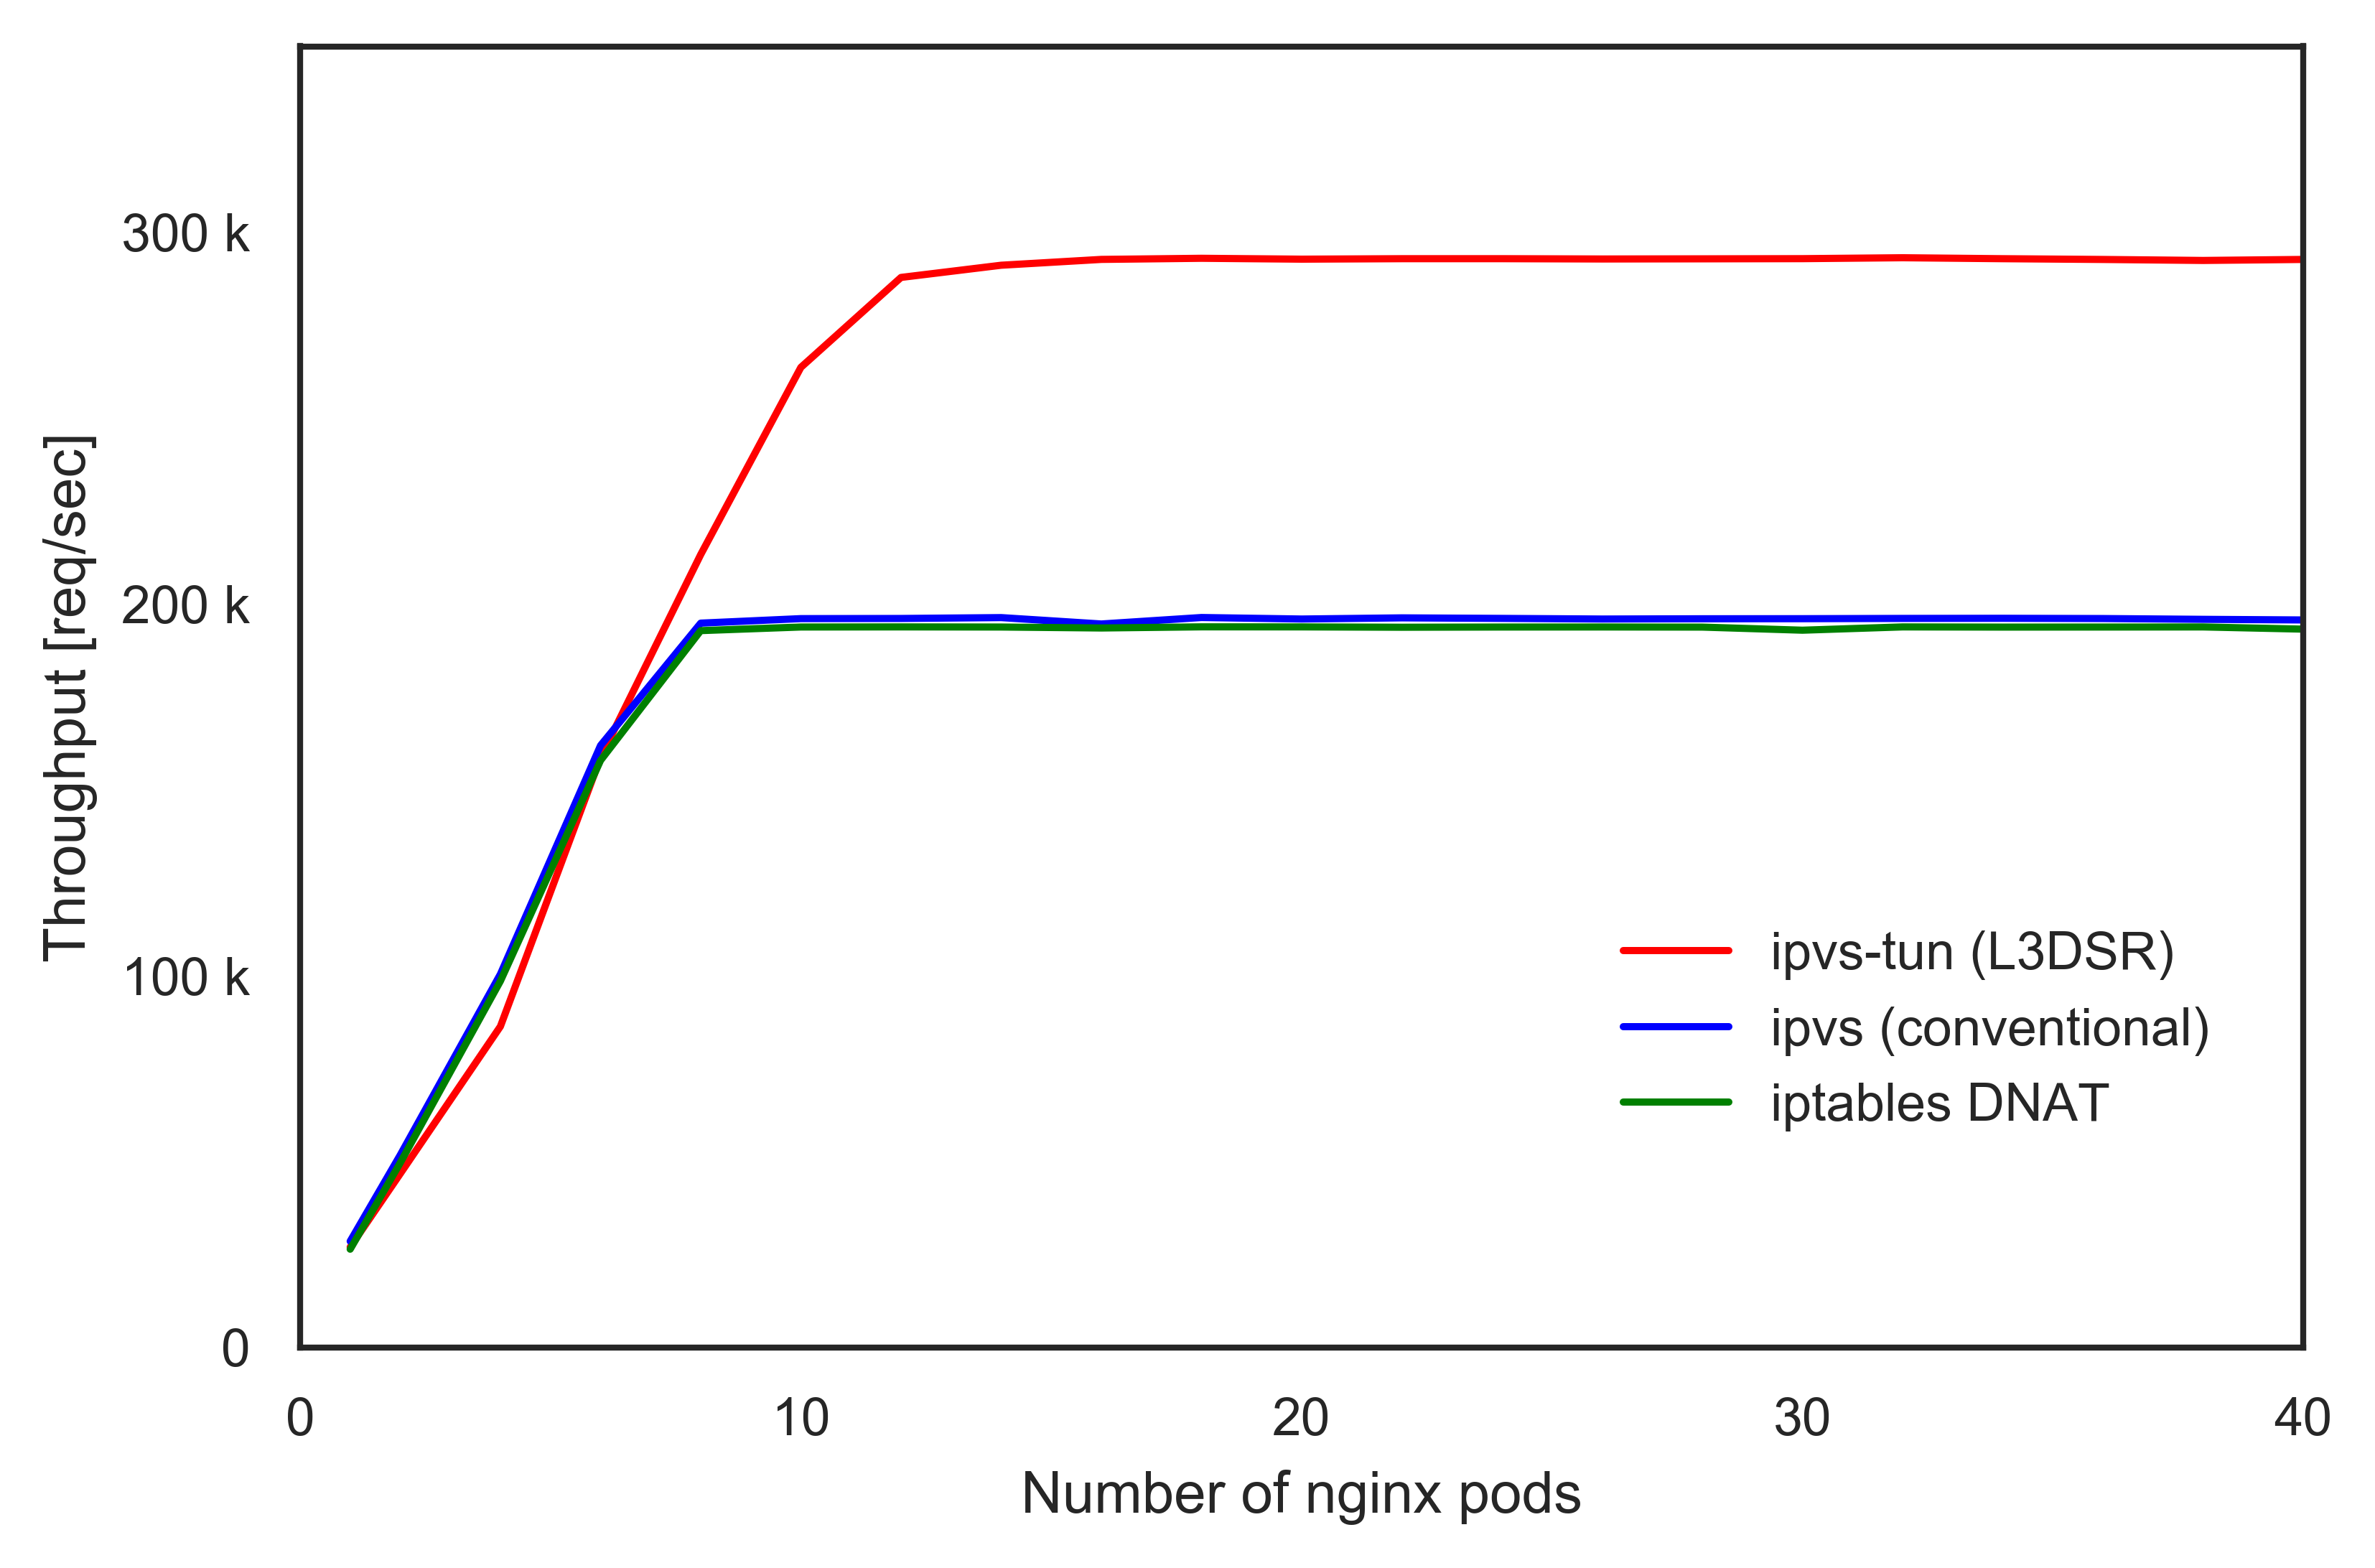 Throughput [req/sec]
300 k
200 k
100 k
0
0 10 20 30 40
Number of nginx pods
ipvs-tun (L3DSR)
ipvs (conventional)
iptables DNAT